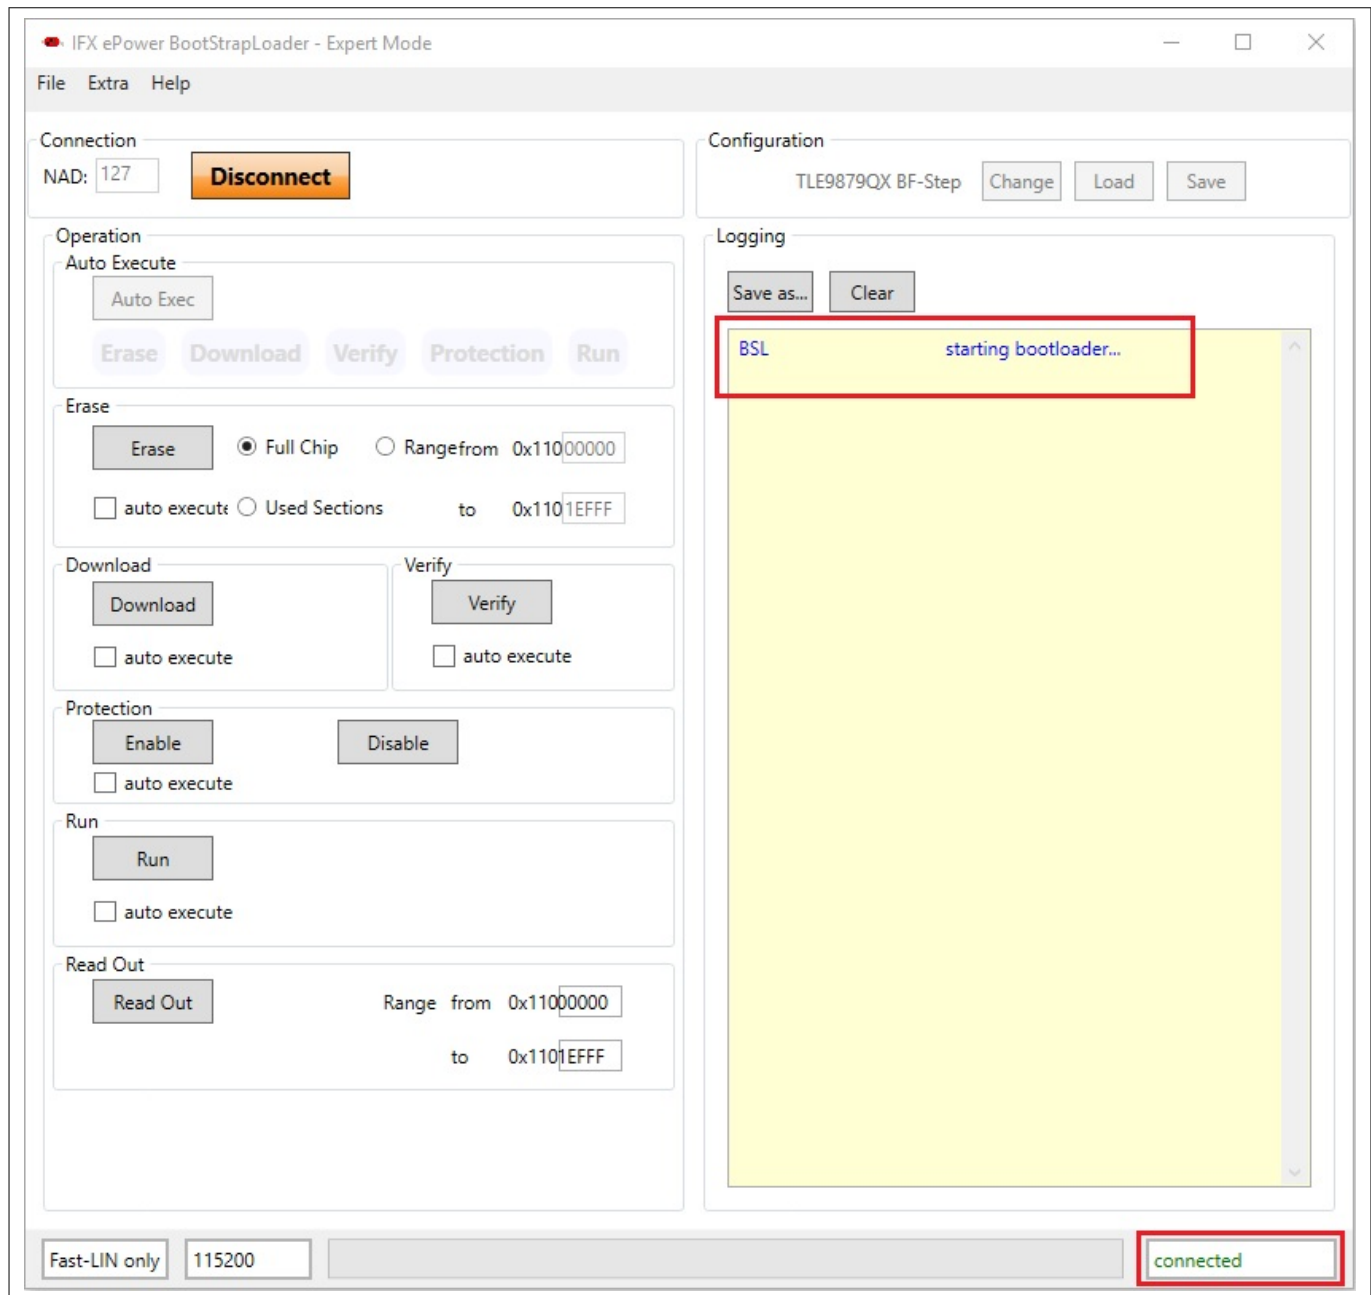 IFX ePower BootStrapLoader - Expert Mode
File Extra Help
Connection
NAD: 127 Disconnect
Configuration
TLE9879QX BF-Step Change Load Save
Operation
Auto Execute
Auto Exec
Erase Download Verify Protection Run
Erase
Erase Full Chip Range from 0x11000000
auto execute Used Sections to 0x1101EFFF
Download
Download
auto execute
Verify
Verify
auto execute
Protection
Enable Disable
auto execute
Run
Run
auto execute
Read Out
Read Out Range from 0x11000000
to 0x1101EFFF
Logging
Save as... Clear
BSL starting bootloader...
Fast-LIN only 115200 connected